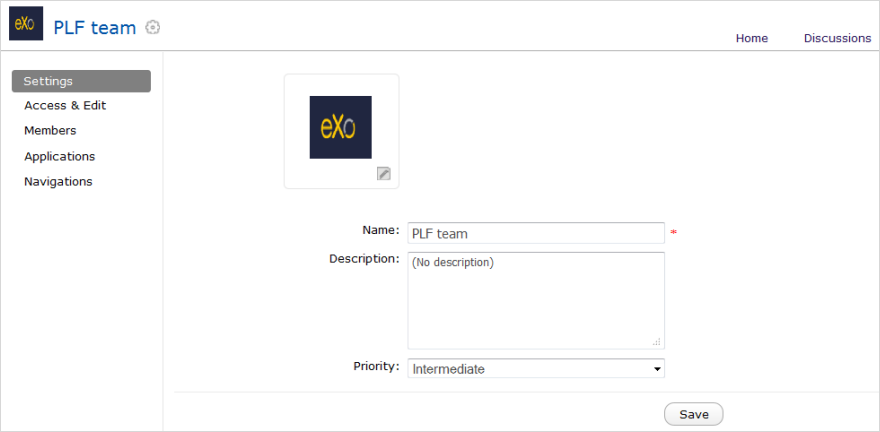 eXo PLF team
Home Discussions
Settings
Access & Edit
Members
Applications
Navigations
eXo
Name: PLF team *
Description: (No description)
Priority: Intermediate
Save